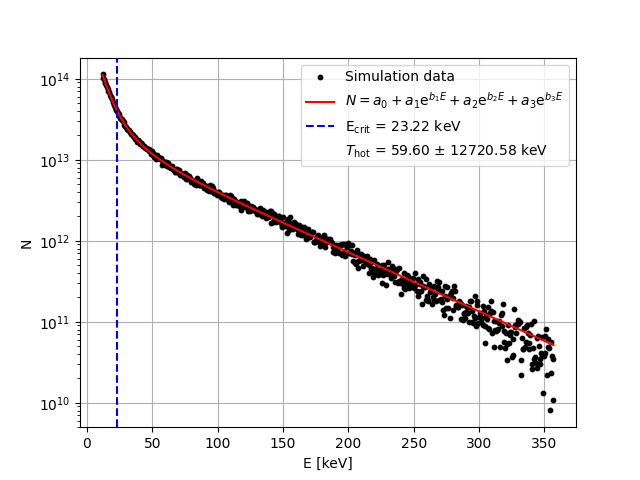 Simulation data
N = a₀ + a₁e^{b₁E} + a₂e^{b₂E} + a₃e^{b₃E}
E_crit = 23.22 keV
T_hot = 59.60 ± 12720.58 keV
10¹⁴
10¹³
10¹²
10¹¹
10¹⁰
N
0 50 100 150 200 250 300 350
E [keV]